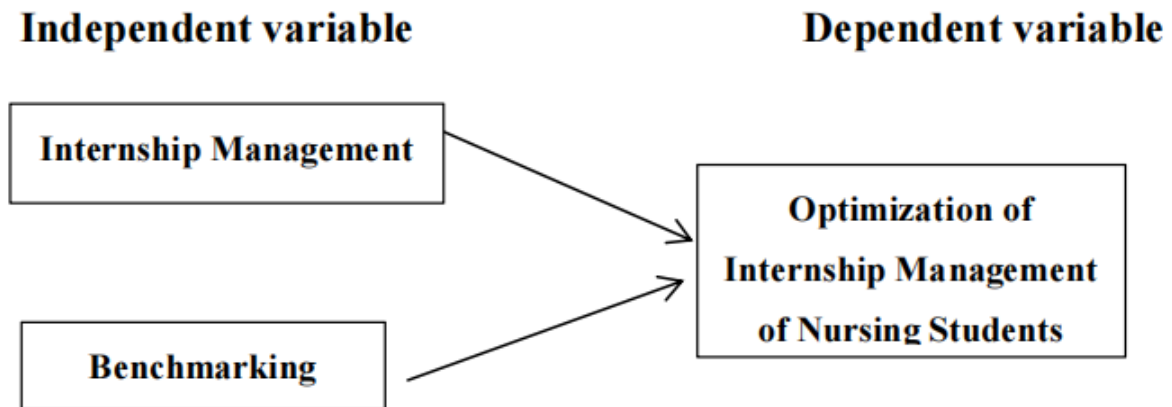 Independent variable
Dependent variable
Internship Management
Optimization of
Internship Management
of Nursing Students
Benchmarking